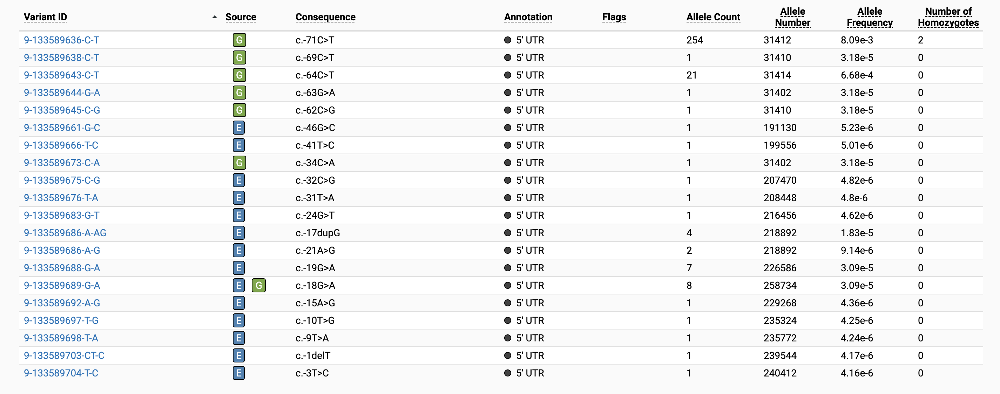 Variant ID Source Consequence Annotation Flags Allele Count Allele Number Allele Frequency Number of Homozygotes
9-133589636-C-T G c.-71C>T 5' UTR 254 31412 8.09e-3 2
9-133589638-C-T G c.-69C>T 5' UTR 1 31410 3.18e-5 0
9-133589643-C-T G c.-64C>T 5' UTR 21 31414 6.68e-4 0
9-133589644-G-A G c.-63G>A 5' UTR 1 31402 3.18e-5 0
9-133589645-C-G G c.-62C>G 5' UTR 1 31410 3.18e-5 0
9-133589661-G-C E c.-46G>C 5' UTR 1 191130 5.23e-6 0
9-133589666-T-C E c.-41T>C 5' UTR 1 199556 5.01e-6 0
9-133589673-C-A G c.-34C>A 5' UTR 1 31402 3.18e-5 0
9-133589675-C-G E c.-32C>G 5' UTR 1 207470 4.82e-6 0
9-133589676-T-A E c.-31T>A 5' UTR 1 208448 4.8e-6 0
9-133589683-G-T E c.-24G>T 5' UTR 1 216456 4.62e-6 0
9-133589686-A-AG E c.-17dupG 5' UTR 4 218892 1.83e-5 0
9-133589686-A-G E c.-21A>G 5' UTR 2 218892 9.14e-6 0
9-133589688-G-A E c.-19G>A 5' UTR 7 226586 3.09e-5 0
9-133589689-G-A E G c.-18G>A 5' UTR 8 258734 3.09e-5 0
9-133589692-A-G E c.-15A>G 5' UTR 1 229268 4.36e-6 0
9-133589697-T-G E c.-10T>G 5' UTR 1 235324 4.25e-6 0
9-133589698-T-A E c.-9T>A 5' UTR 1 235772 4.24e-6 0
9-133589703-CT-C E c.-1delT 5' UTR 1 239544 4.17e-6 0
9-133589704-T-C E c.-3T>C 5' UTR 1 240412 4.16e-6 0